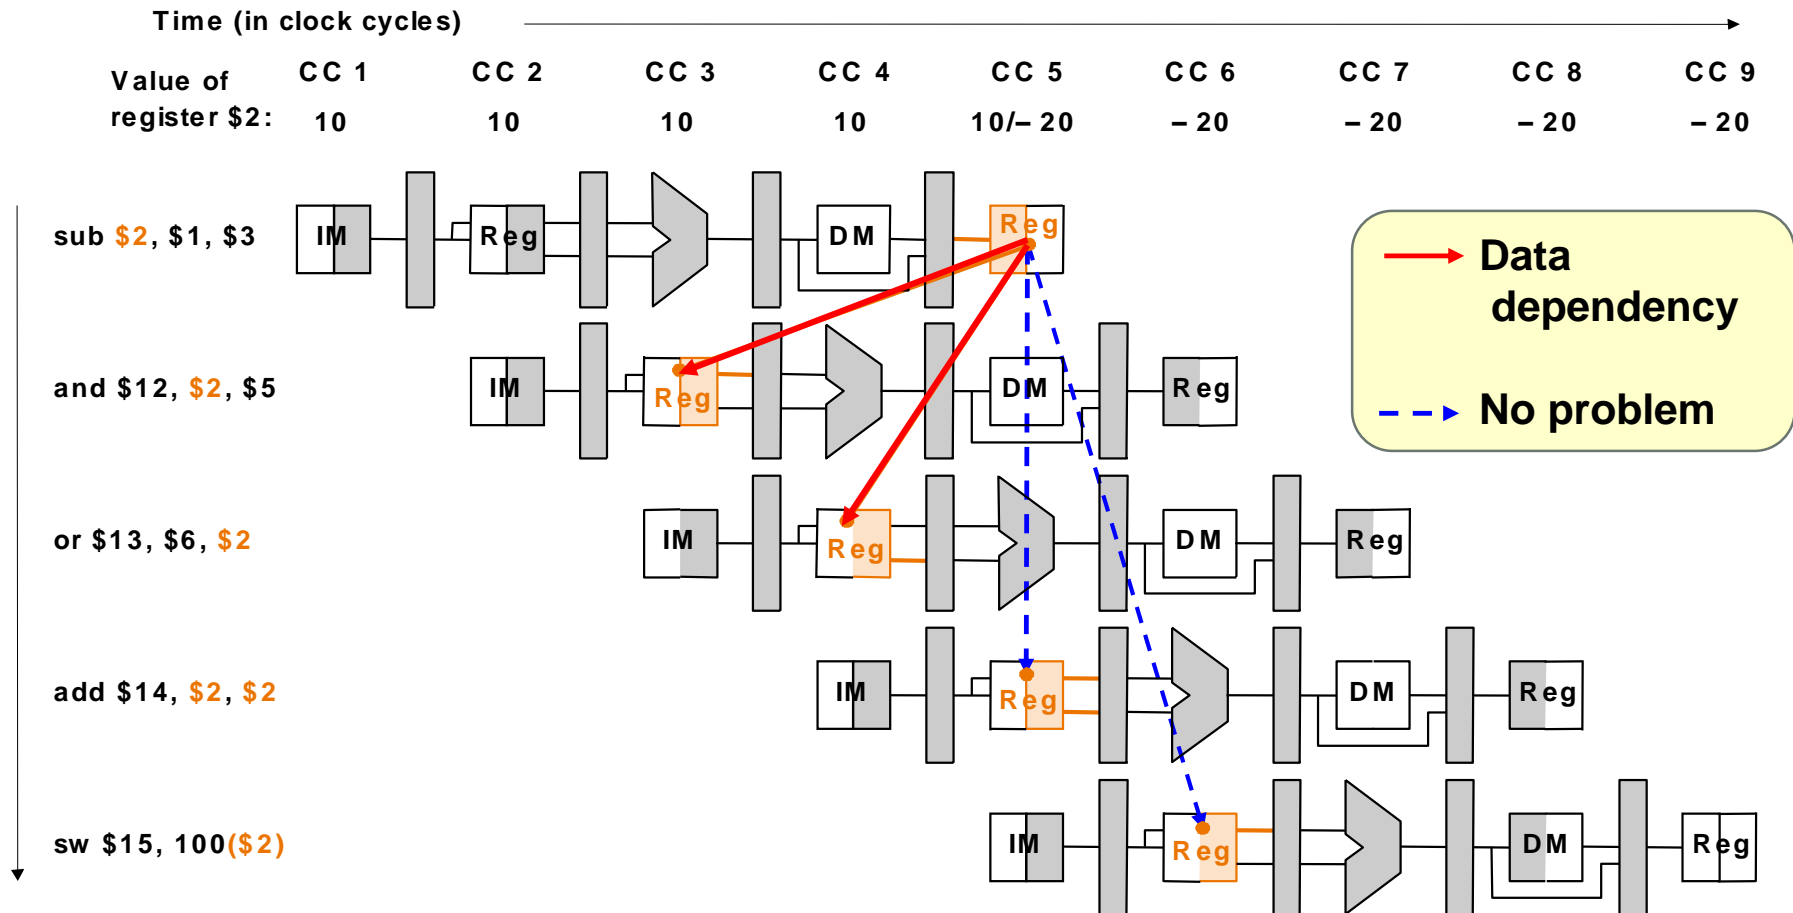 Time (in clock cycles)
Value of register $2:
CC 1 CC 2 CC 3 CC 4 CC 5 CC 6 CC 7 CC 8 CC 9
10 10 10 10 10/– 20 – 20 – 20 – 20 – 20
sub $2, $1, $3
IM Reg DM Reg
Data
dependency
No problem
and $12, $2, $5
IM Reg DM Reg
or $13, $6, $2
IM Reg DM Reg
add $14, $2, $2
IM Reg DM Reg
sw $15, 100($2)
IM Reg DM Reg